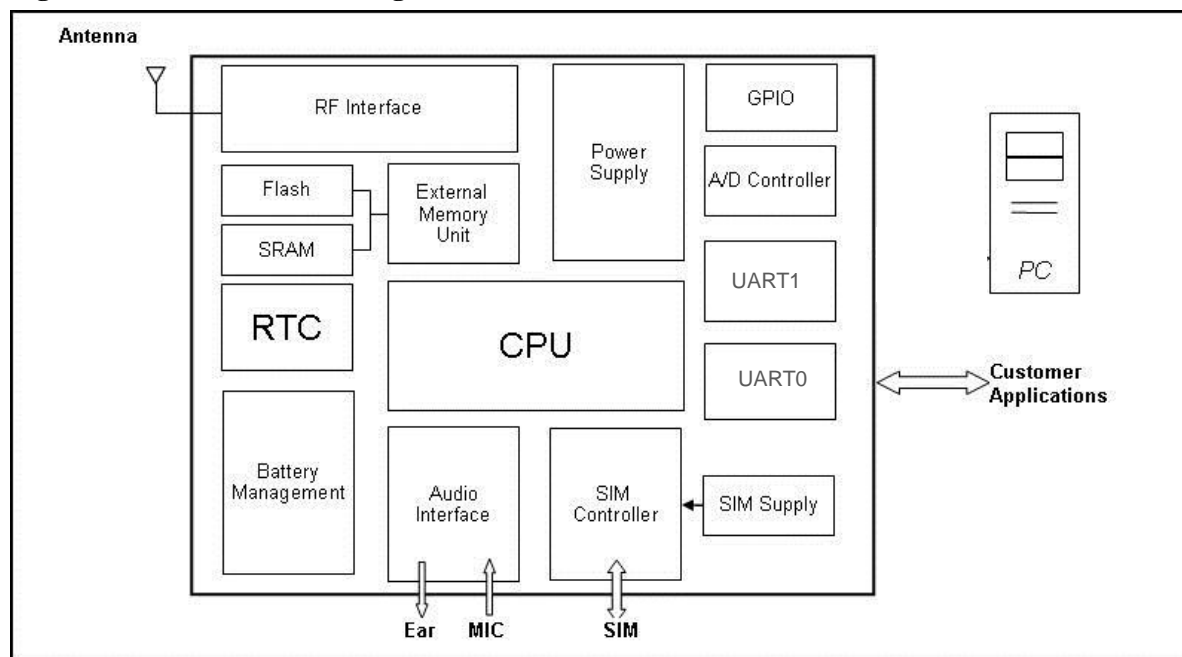 Antenna
RF Interface
Power
Supply
GPIO
A/D Controller
Flash
SRAM
External
Memory
Unit
UART1
PC
RTC
CPU
UART0
Customer
Applications
Battery
Management
Audio
Interface
SIM
Controller
SIM Supply
Ear
MIC
SIM